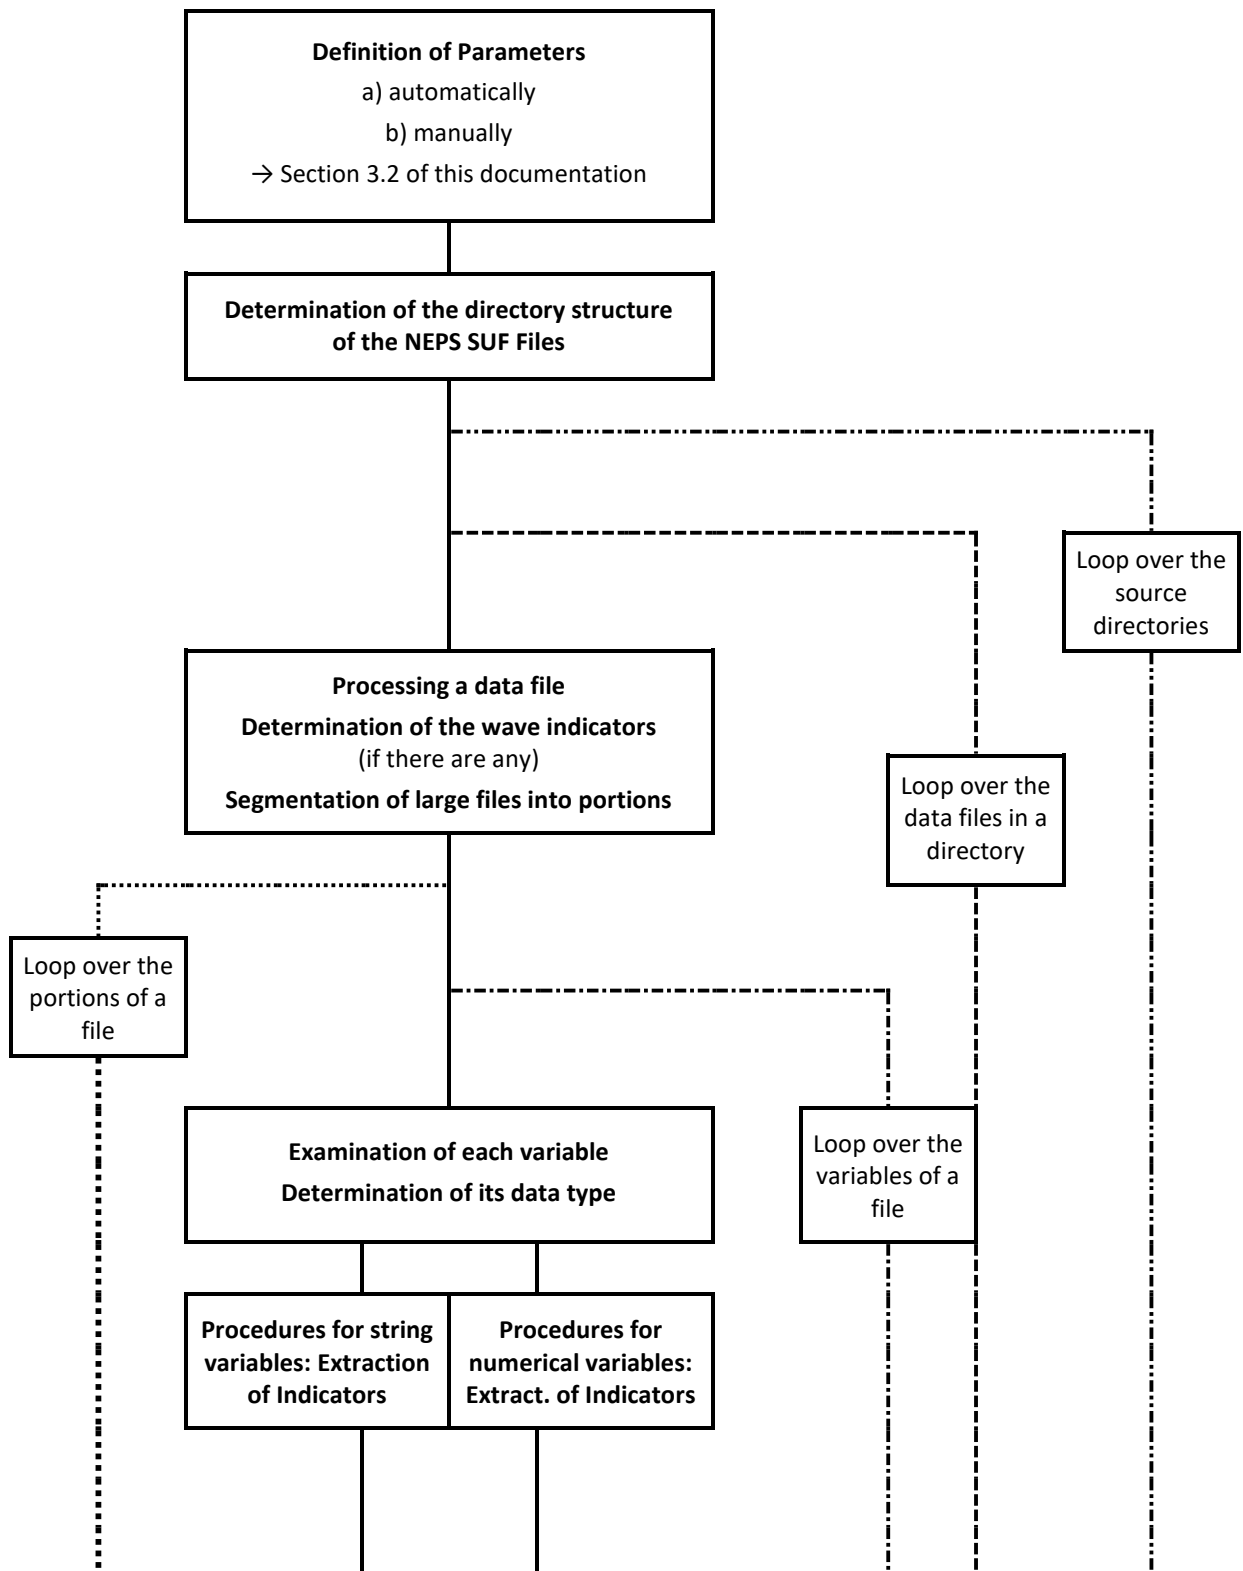 Definition of Parameters
a) automatically
b) manually
→ Section 3.2 of this documentation
Determination of the directory structure
of the NEPS SUF Files
Loop over the
source
directories
Processing a data file
Determination of the wave indicators
(if there are any)
Segmentation of large files into portions
Loop over the
data files in a
directory
Loop over the
portions of a
file
Examination of each variable
Determination of its data type
Loop over the
variables of a
file
Procedures for string
variables: Extraction
of Indicators
Procedures for
numerical variables:
Extract. of Indicators